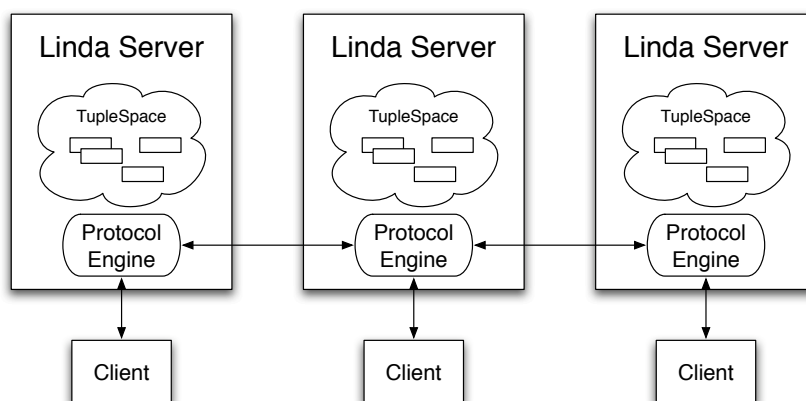 Linda Server
Linda Server
Linda Server
TupleSpace
TupleSpace
TupleSpace
Protocol
Engine
Protocol
Engine
Protocol
Engine
Client
Client
Client